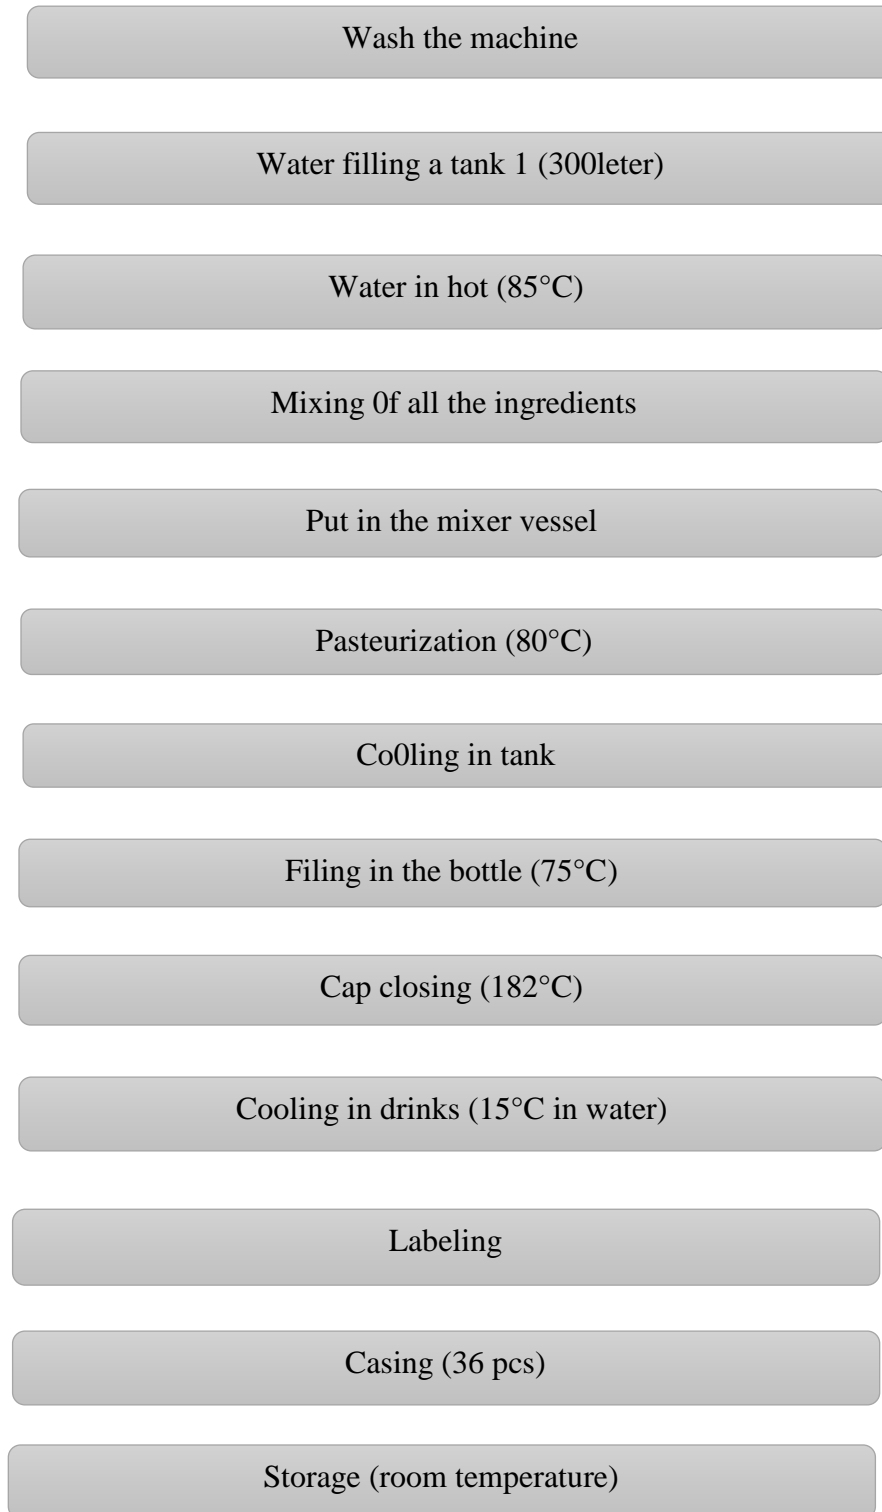 Wash the machine
Water filling a tank 1 (300leter)
Water in hot (85°C)
Mixing 0f all the ingredients
Put in the mixer vessel
Pasteurization (80°C)
Co0ling in tank
Filing in the bottle (75°C)
Cap closing (182°C)
Cooling in drinks (15°C in water)
Labeling
Casing (36 pcs)
Storage (room temperature)